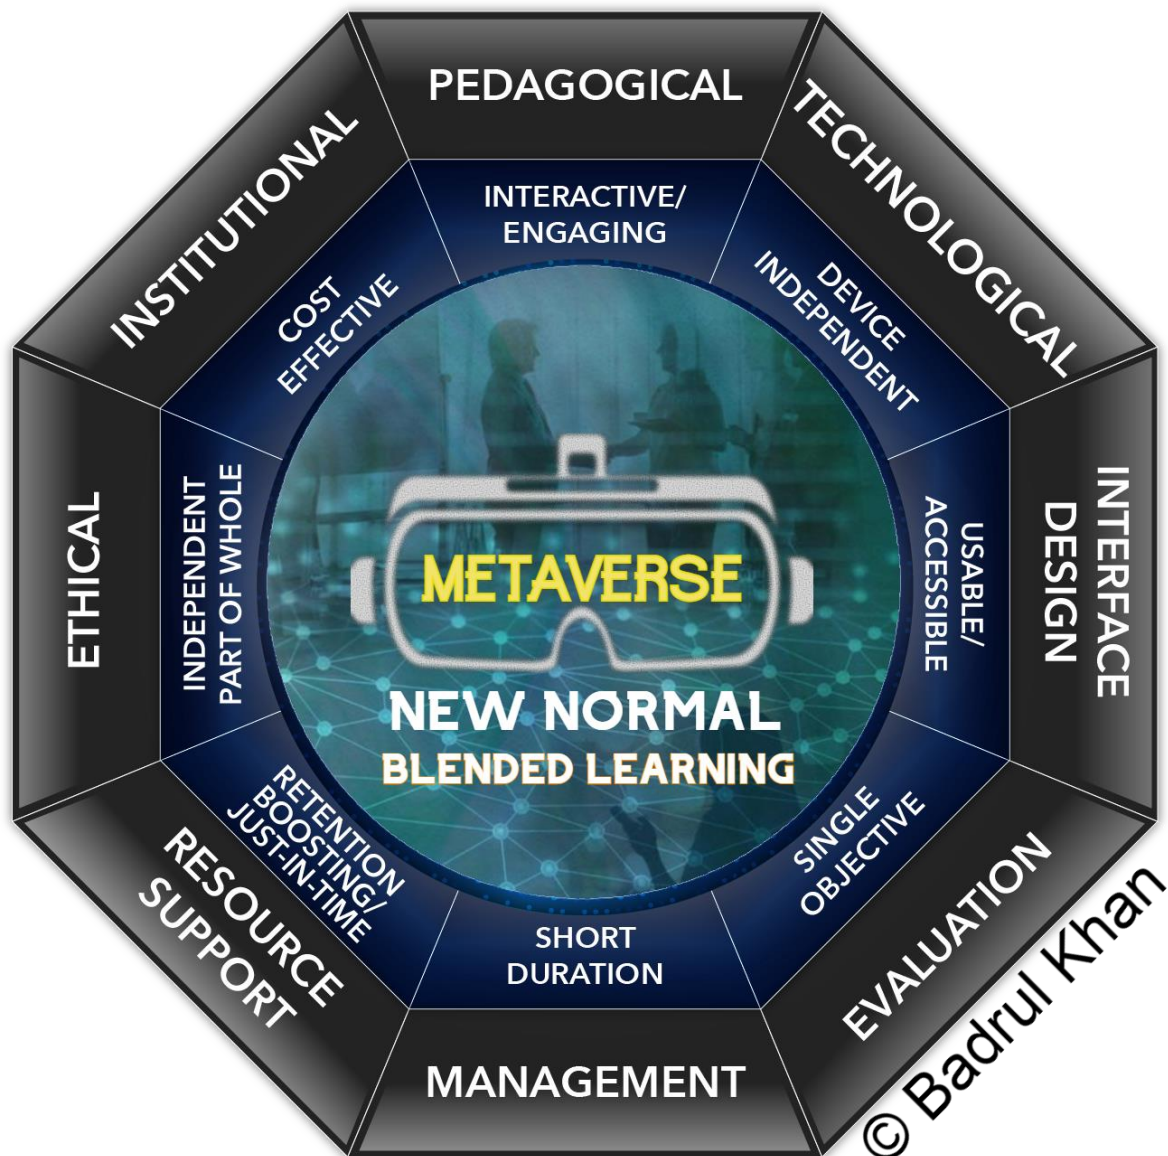 PEDAGOGICAL
TECHNOLOGICAL
INTERFACE
DESIGN
EVALUATION
MANAGEMENT
RESOURCE
SUPPORT
ETHICAL
INSTITUTIONAL
INTERACTIVE/
ENGAGING
DEVICE
INDEPENDENT
USABLE/
ACCESSIBLE
SINGLE
OBJECTIVE
SHORT
DURATION
RETENTION
BOOSTING/
JUST-IN-TIME
INDEPENDENT
PART OF WHOLE
COST
EFFECTIVE
METAVERSE
NEW NORMAL
BLENDED LEARNING
© Badrul Khan